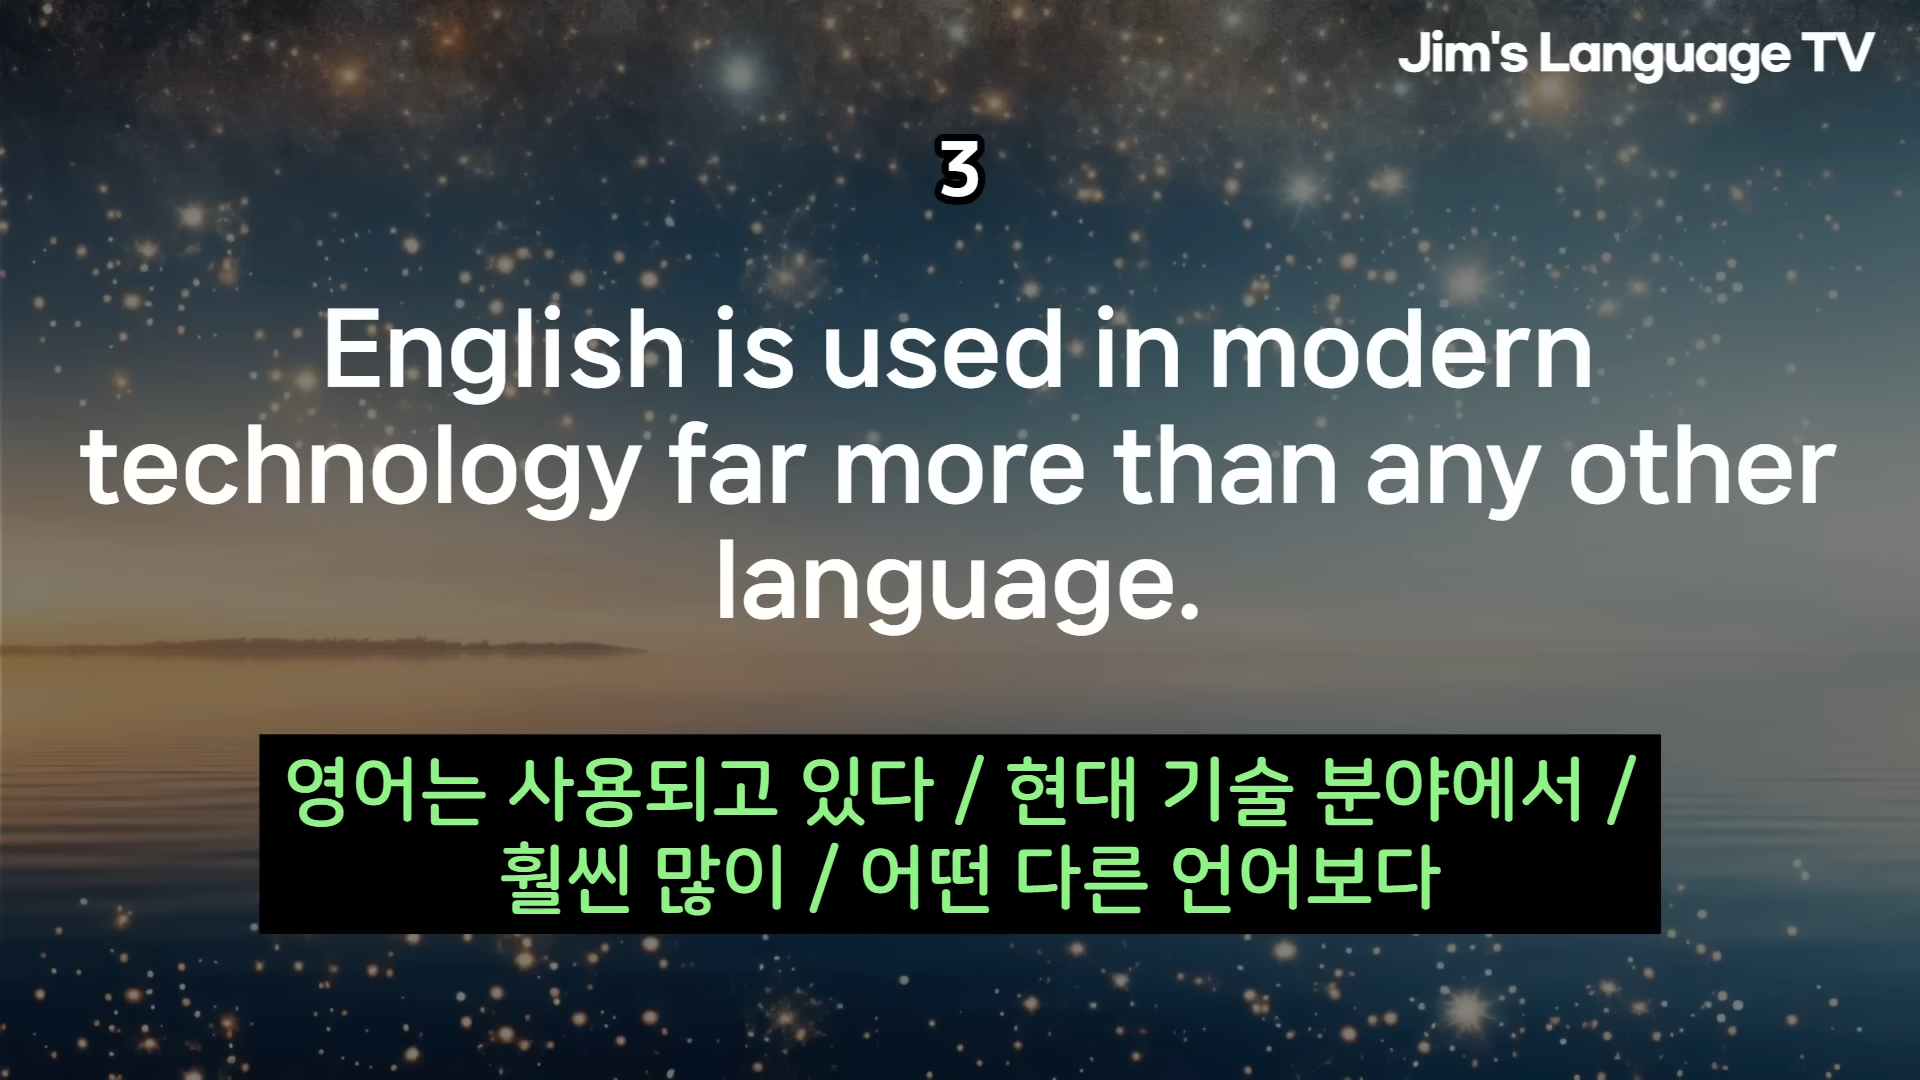 Jim's Language TV
3
English is used in modern
technology far more than any other
language.
영어는 사용되고 있다 / 현대 기술 분야에서 /
훨씬 많이 / 어떤 다른 언어보다